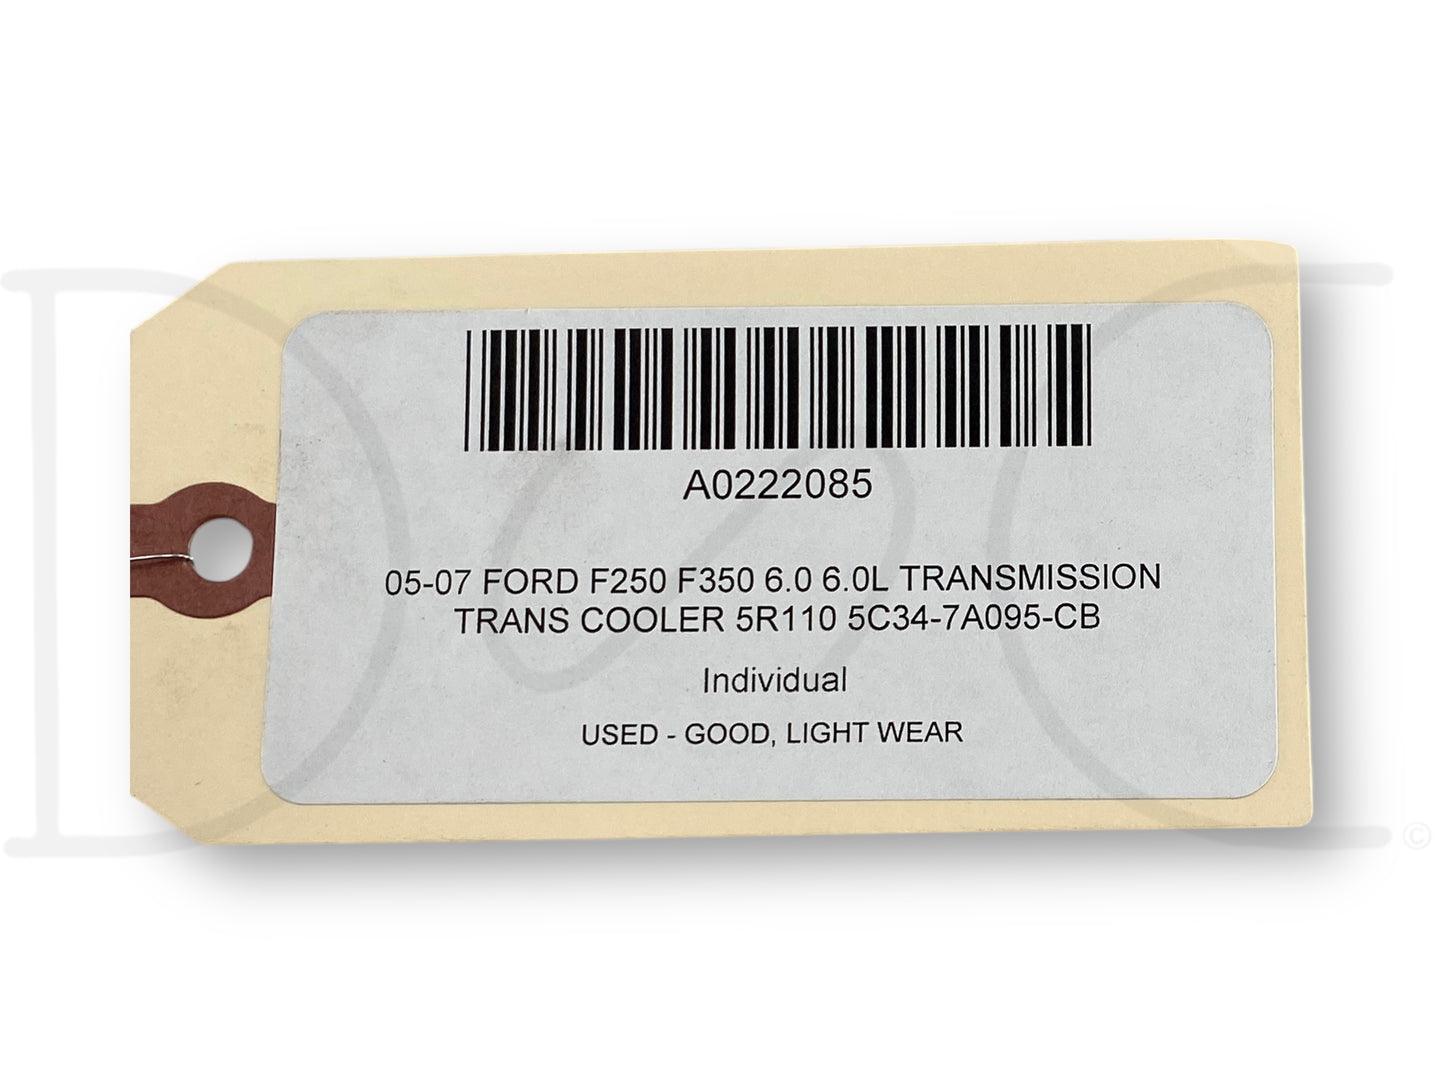 A0222085
05-07 FORD F250 F350 6.0 6.0L TRANSMISSION
TRANS COOLER 5R110 5C34-7A095-CB
Individual
USED - GOOD, LIGHT WEAR
©